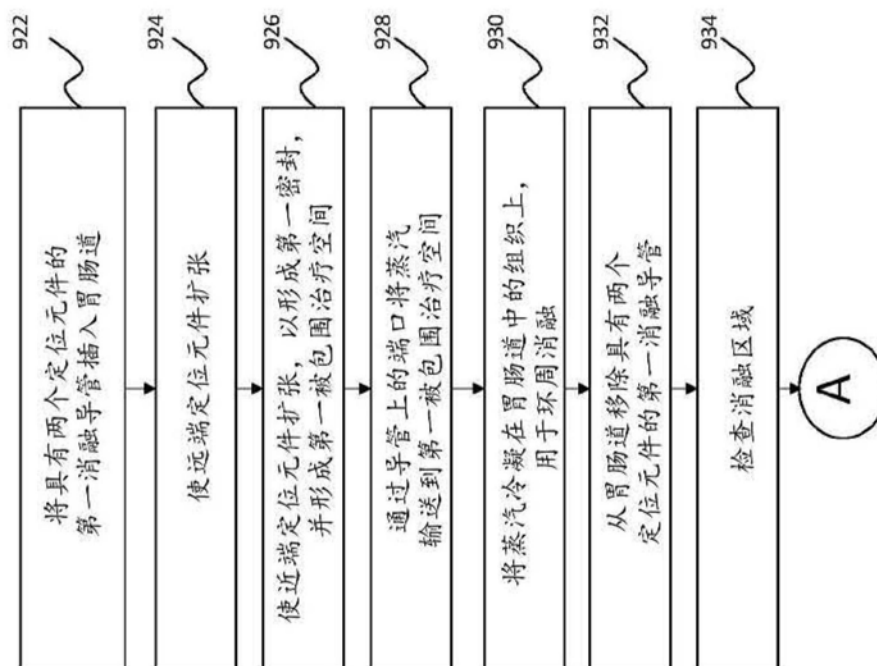 922
将具有两个定位元件的
第一消融导管插入胃肠道
924
使远端定位元件扩张
926
使近端定位元件扩张，以形成第一密封，
并形成第一被包围治疗空间
928
通过导管上的端口将蒸汽
输送到第一被包围治疗空间
930
将蒸汽冷凝在胃肠道中的组织上，
用于环周消融
932
从胃肠道移除具有两个
定位元件的第一消融导管
934
检查消融区域
A